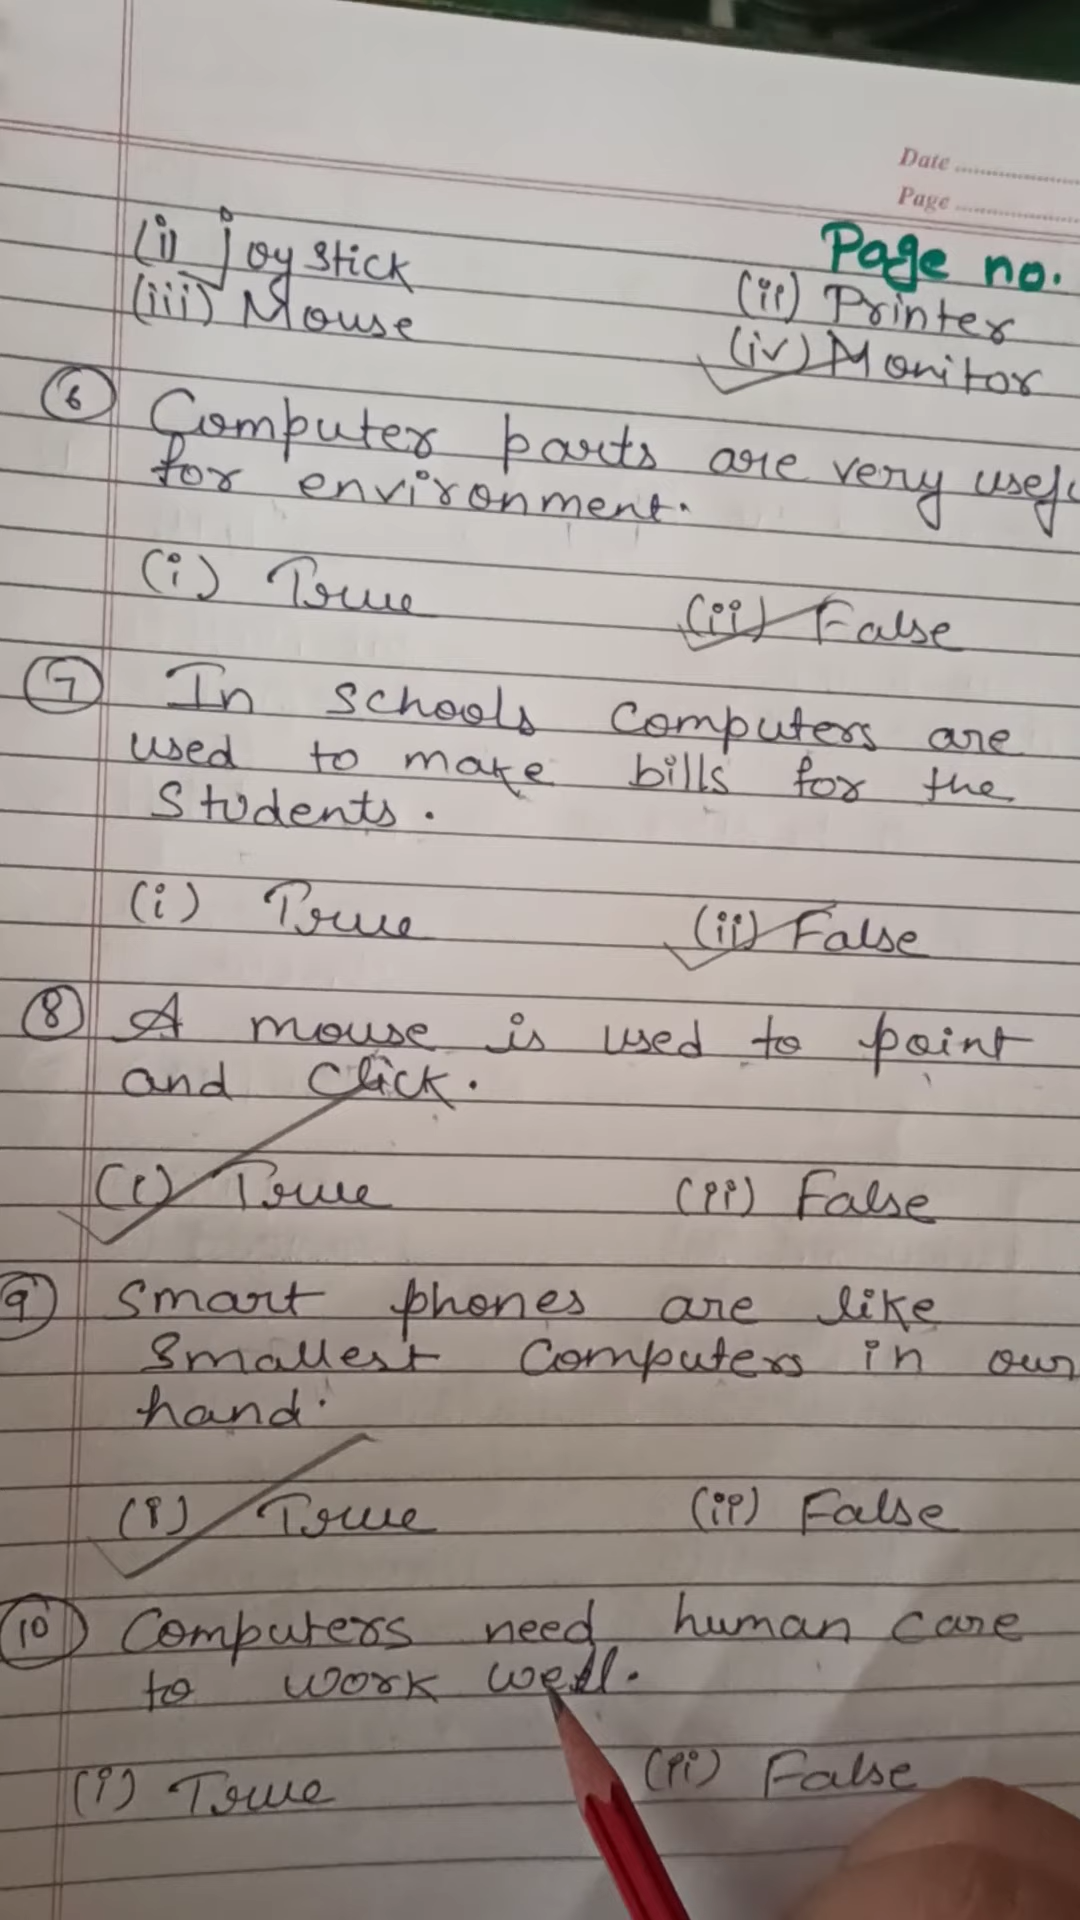 Date
Page
Page no.
(i) joystick
(ii) Printer
(iii) Mouse
(iv) Monitor
6 Computer parts are very
for environment.
(i) True (ii) False
7 In schools computers are
used to make bills for the
Students.
(i) True (ii) False
8 A mouse is used to point
and click.
(i) True (ii) False
9 Smart phones are like
Smallest Computers in our
hand.
(i) True (ii) False
10 Computers need human care
to work well.
(i) True (ii) False